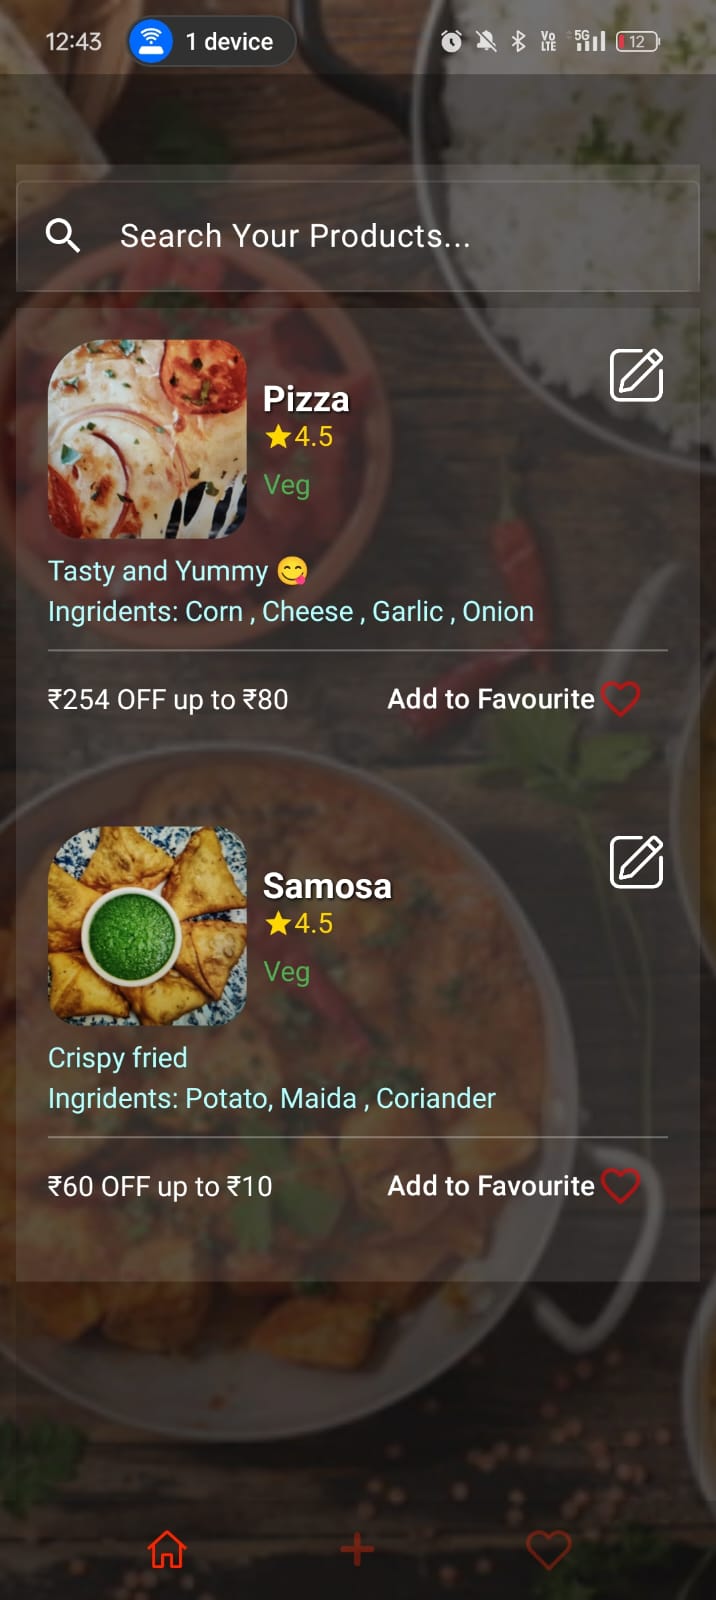 12:43 1 device Vo LTE 5G 12
Search Your Products...
Pizza
4.5
Veg
Tasty and Yummy 😋
Ingridents: Corn , Cheese , Garlic , Onion
₹254 OFF up to ₹80 Add to Favourite
Samosa
4.5
Veg
Crispy fried
Ingridents: Potato, Maida , Coriander
₹60 OFF up to ₹10 Add to Favourite